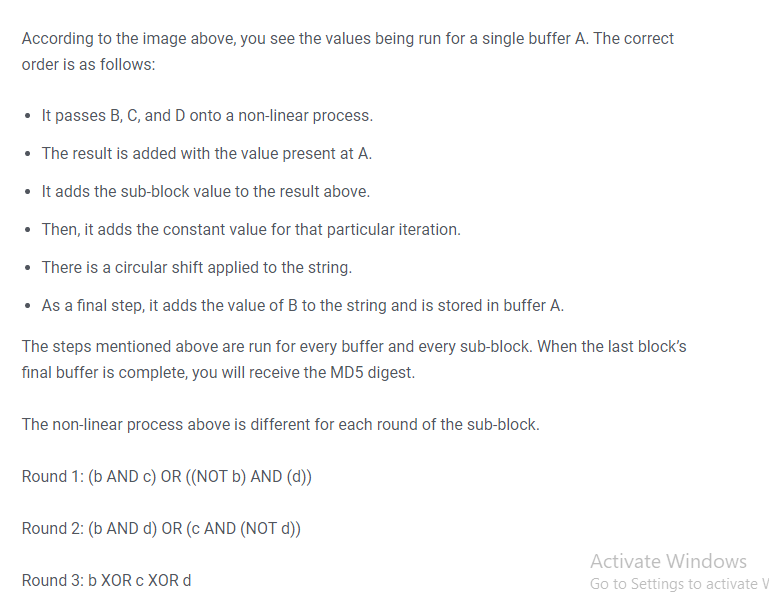 According to the image above, you see the values being run for a single buffer A. The correct
order is as follows:
• It passes B, C, and D onto a non-linear process.
• The result is added with the value present at A.
• It adds the sub-block value to the result above.
• Then, it adds the constant value for that particular iteration.
• There is a circular shift applied to the string.
• As a final step, it adds the value of B to the string and is stored in buffer A.
The steps mentioned above are run for every buffer and every sub-block. When the last block’s
final buffer is complete, you will receive the MD5 digest.
The non-linear process above is different for each round of the sub-block.
Round 1: (b AND c) OR ((NOT b) AND (d))
Round 2: (b AND d) OR (c AND (NOT d))
Round 3: b XOR c XOR d
Activate Windows
Go to Settings to activate